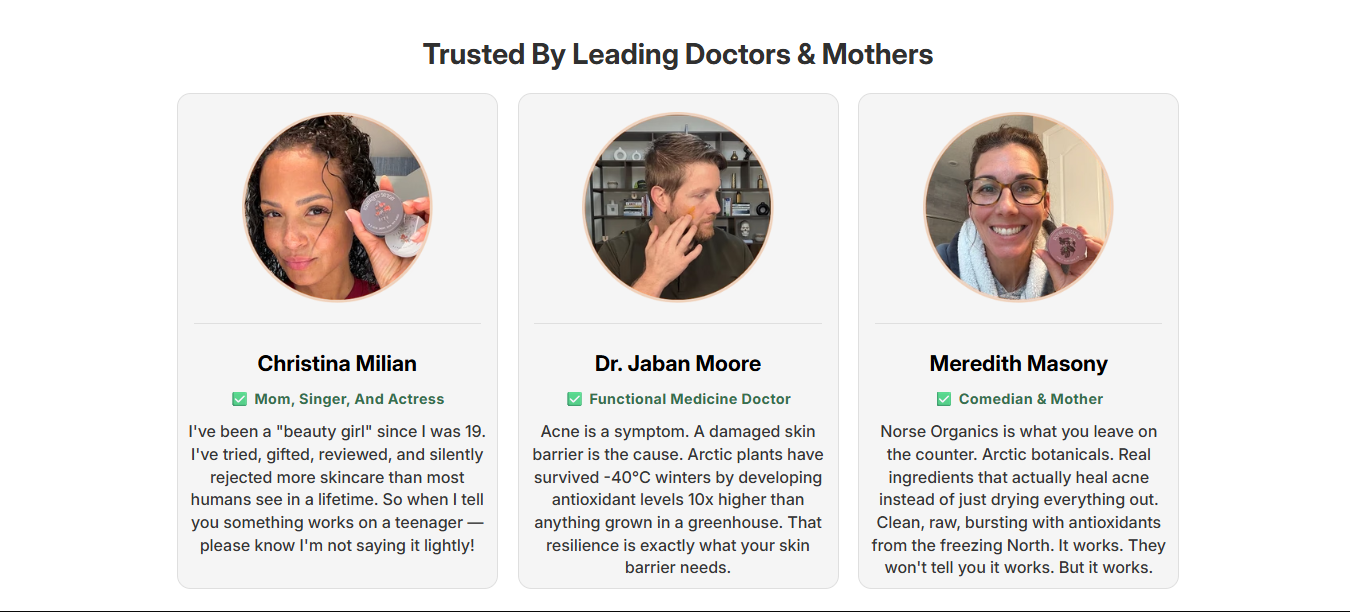 Trusted By Leading Doctors & Mothers
Christina Milian
✅ Mom, Singer, And Actress
I've been a "beauty girl" since I was 19.
I've tried, gifted, reviewed, and silently
rejected more skincare than most
humans see in a lifetime. So when I tell
you something works on a teenager —
please know I'm not saying it lightly!
Dr. Jaban Moore
✅ Functional Medicine Doctor
Acne is a symptom. A damaged skin
barrier is the cause. Arctic plants have
survived -40°C winters by developing
antioxidant levels 10x higher than
anything grown in a greenhouse. That
resilience is exactly what your skin
barrier needs.
Meredith Masony
✅ Comedian & Mother
Norse Organics is what you leave on
the counter. Arctic botanicals. Real
ingredients that actually heal acne
instead of just drying everything out.
Clean, raw, bursting with antioxidants
from the freezing North. It works. They
won't tell you it works. But it works.